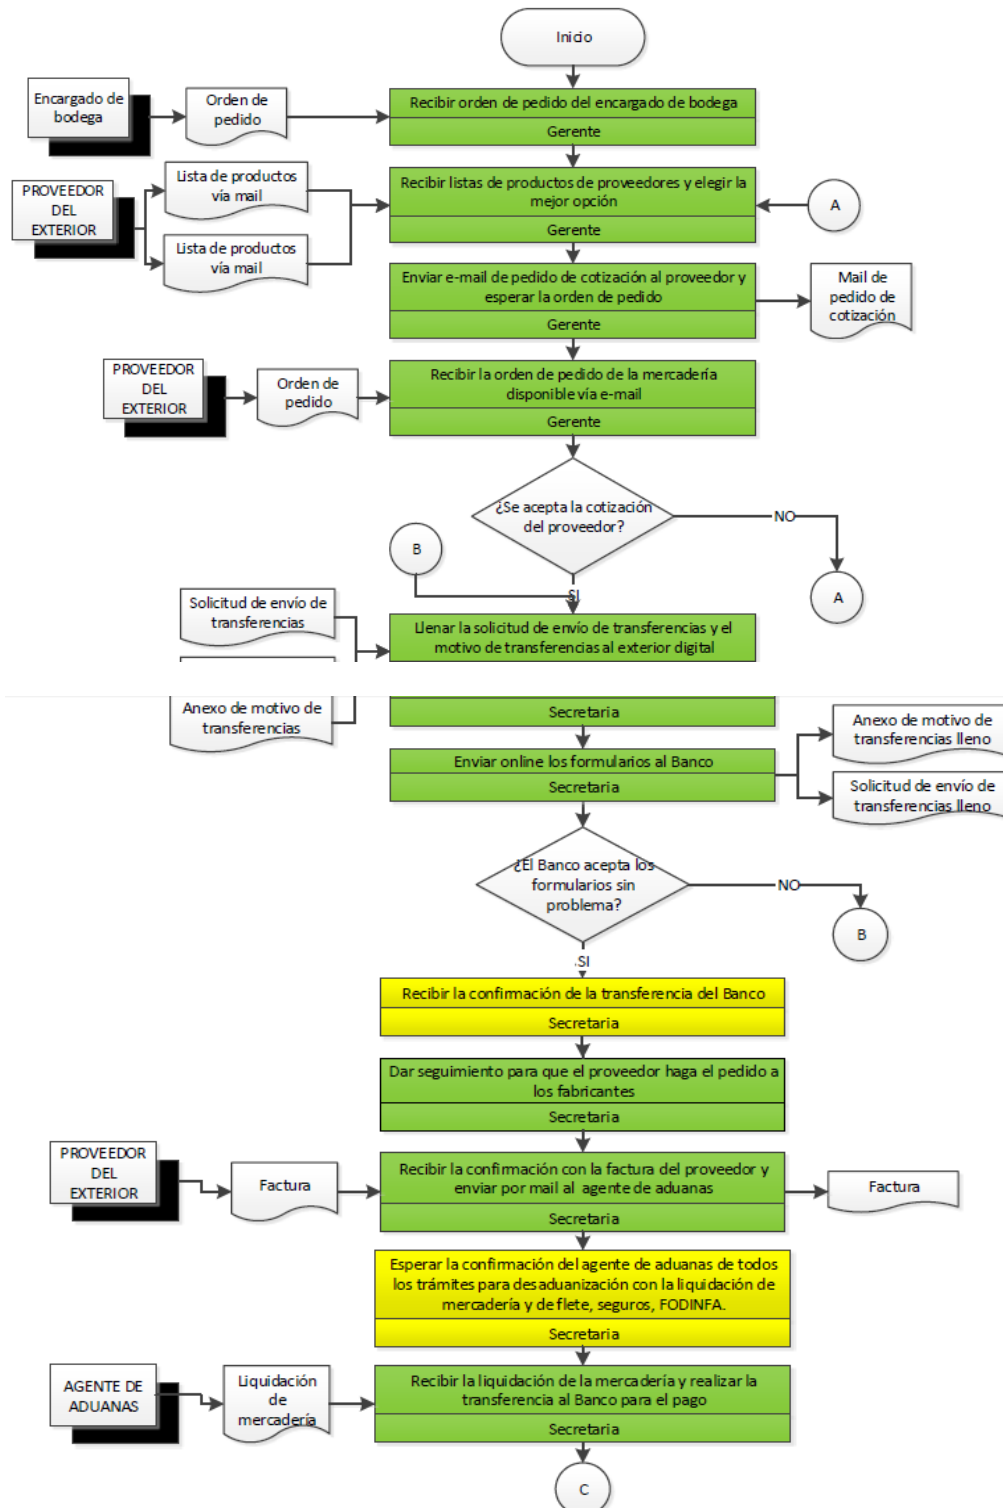 Inicio
Encargado de
bodega
Orden de
pedido
Recibir orden de pedido del encargado de bodega
Gerente
PROVEEDOR
DEL
EXTERIOR
Lista de productos
vía mail
Lista de productos
vía mail
Recibir listas de productos de proveedores y elegir la
mejor opción
Gerente
A
Enviar e-mail de pedido de cotización al proveedor y
esperar la orden de pedido
Gerente
Mail de
pedido de
cotización
PROVEEDOR
DEL
EXTERIOR
Orden de
pedido
Recibir la orden de pedido de la mercadería
disponible vía e-mail
Gerente
¿Se acepta la cotización
del proveedor?
NO
A
B
SI
Solicitud de envío de
transferencias
Llenar la solicitud de envío de transferencias y el
motivo de transferencias al exterior digital
Anexo de motivo de
transferencias
Secretaria
Enviar online los formularios al Banco
Secretaria
Anexo de motivo de
transferencias lleno
Solicitud de envío de
transferencias lleno
¿El Banco acepta los
formularios sin
problema?
NO
B
.SI
Recibir la confirmación de la transferencia del Banco
Secretaria
Dar seguimiento para que el proveedor haga el pedido a
los fabricantes
Secretaria
PROVEEDOR
DEL
EXTERIOR
Factura
Recibir la confirmación con la factura del proveedor y
enviar por mail al agente de aduanas
Secretaria
Factura
Esperar la confirmación del agente de aduanas de todos
los trámites para desaduanización con la liquidación de
mercadería y de flete, seguros, FODINFA.
Secretaria
AGENTE DE
ADUANAS
Liquidación
de
mercadería
Recibir la liquidación de la mercadería y realizar la
transferencia al Banco para el pago
Secretaria
C